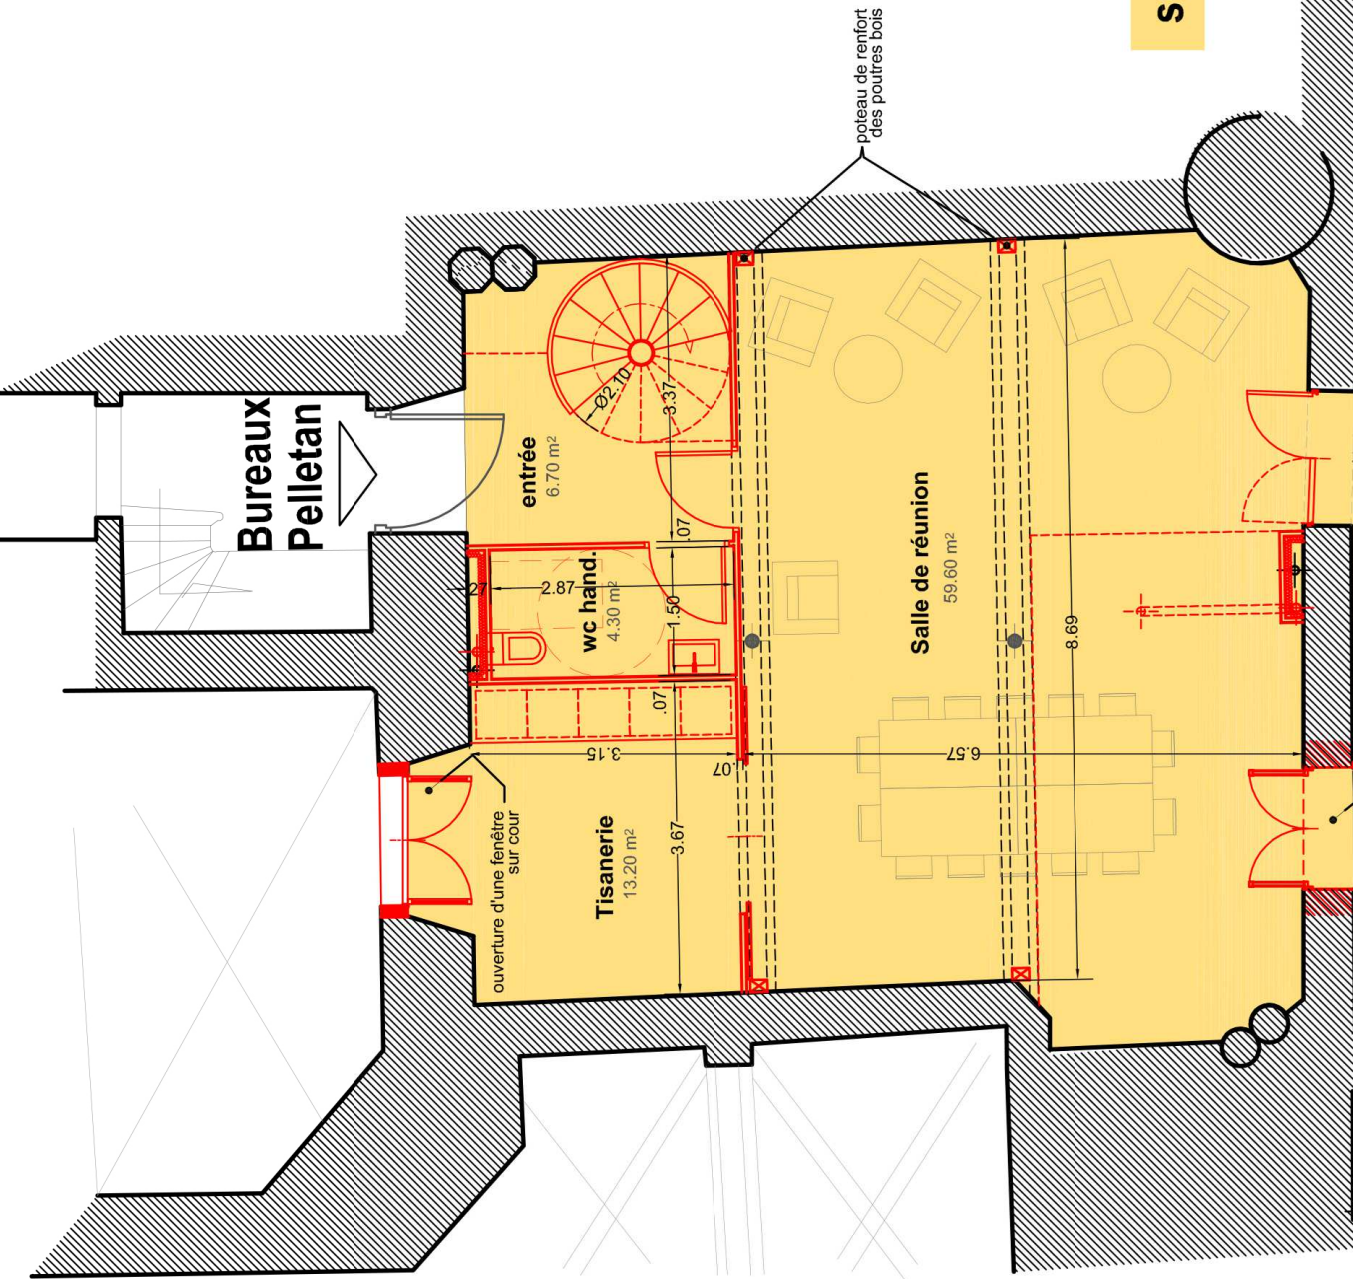 s
poteau de renfort
des poutres bois
Bureaux
Pelletan
entrée
6.70 m²
Ø2.10
3.37
.07
27
2.87
wc hand.
4.30 m²
1.50
.07
3.15
.07
3.67
ouverture d'une fenêtre
sur cour
Tisanerie
13.20 m²
Salle de réunion
59.60 m²
8.69
6.57